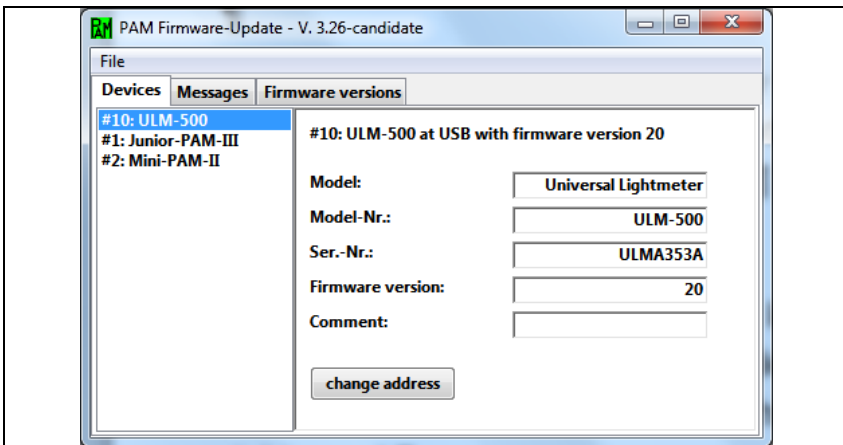 PAM
PAM Firmware-Update - V. 3.26-candidate
File
Devices Messages Firmware versions
#10: ULM-500
#1: Junior-PAM-III
#2: Mini-PAM-II
#10: ULM-500 at USB with firmware version 20
Model: Universal Lightmeter
Model-Nr.: ULM-500
Ser.-Nr.: ULMA353A
Firmware version: 20
Comment:
change address